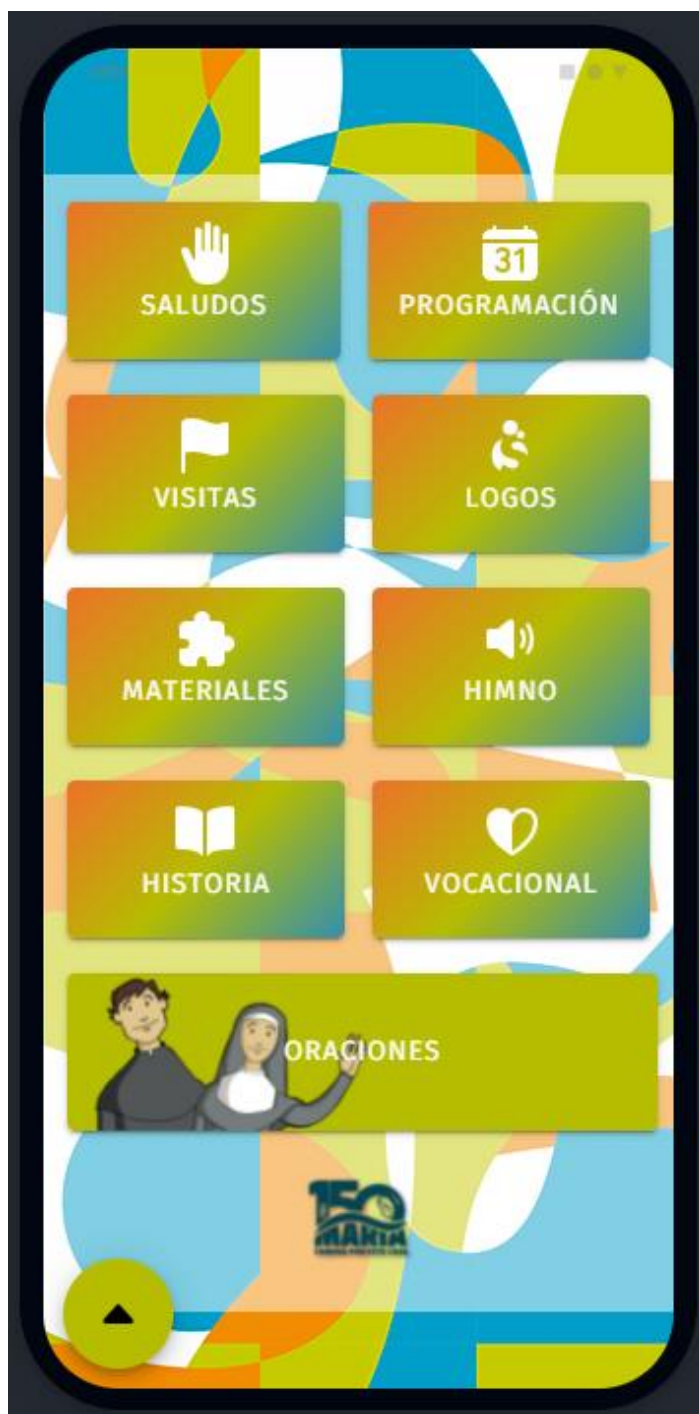 SALUDOS
31
PROGRAMACIÓN
VISITAS
LOGOS
MATERIALES
HIMNO
HISTORIA
VOCACIONAL
ORACIONES
150
MARIA